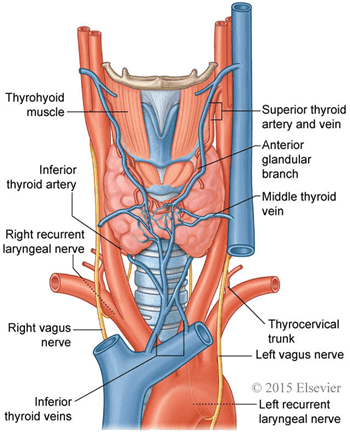 Thyrohyoid
muscle
Inferior
thyroid artery
Right recurrent
laryngeal nerve
Right vagus
nerve
Inferior
thyroid veins
Superior thyroid
artery and vein
Anterior
glandular
branch
Middle thyroid
vein
Thyrocervical
trunk
Left vagus nerve
© 2015 Elsevier
Left recurrent
laryngeal nerve